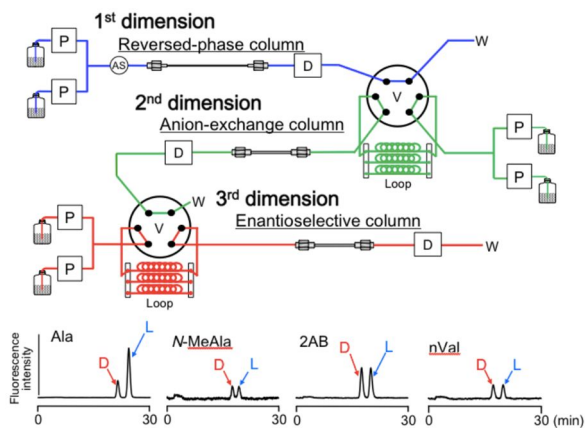 1st dimension
Reversed-phase column
P
P
AS
D
W
V
2nd dimension
Anion-exchange column
D
Loop
P
P
W
V
3rd dimension
Enantioselective column
P
P
D
W
Loop
Fluorescence
intensity
Ala
D
L
0
30
N-MeAla
D
L
0
30
2AB
D
L
0
30
nVal
D
L
0
30 (min)